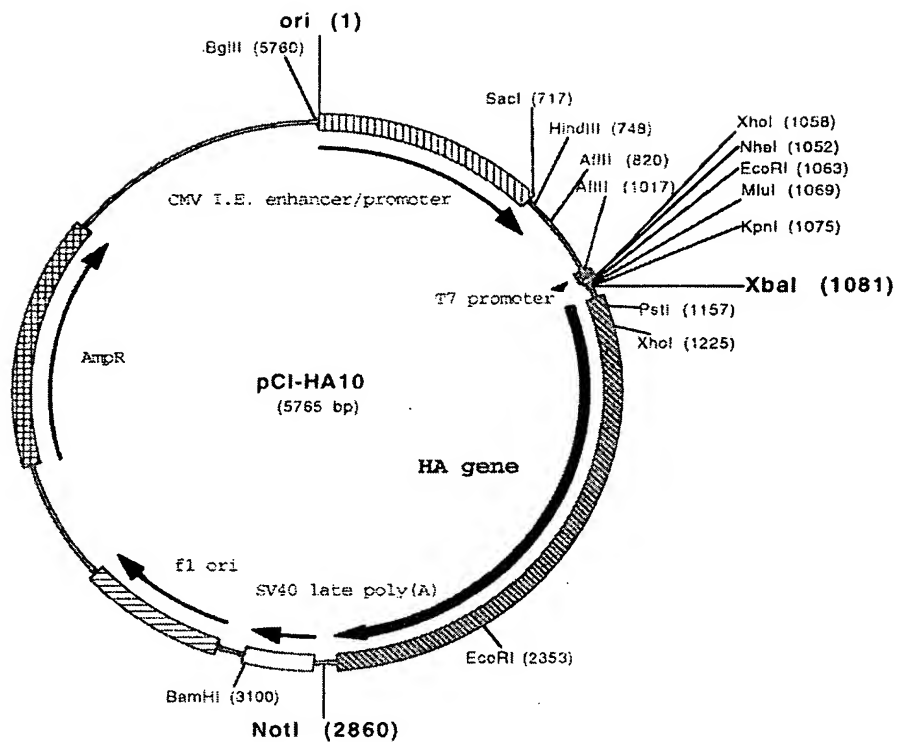 ori (1)
BglII (5760)
SacI (717)
HindIII (748)
AflII (820)
AflII (1017)
XhoI (1058)
NheI (1052)
EcoRI (1063)
MluI (1069)
KpnI (1075)
XbaI (1081)
CMV I.E. enhancer/promoter
T7 promoter
PstI (1157)
XhoI (1225)
AmpR
pCI-HA10
(5765 bp)
HA gene
f1 ori
SV40 late poly(A)
EcoRI (2353)
BamHI (3100)
NotI (2860)